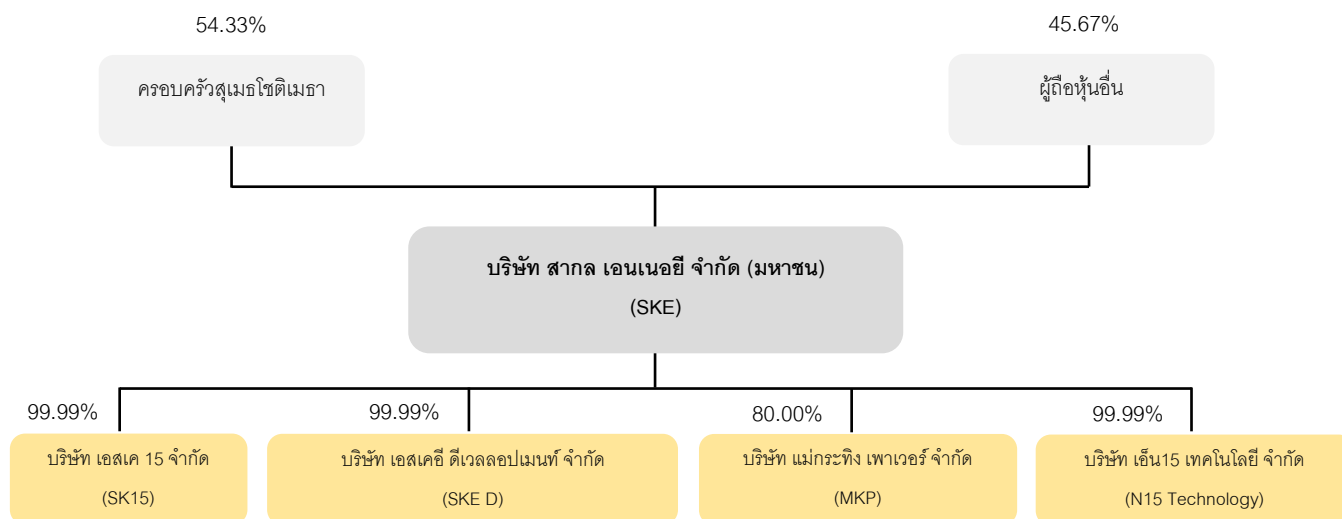 54.33%
45.67%
ครอบครัวสุเมธโชติเมธา
ผู้ถือหุ้นอื่น
บริษัท สากล เอนเนอยี จำกัด (มหาชน)
(SKE)
99.99%
99.99%
80.00%
99.99%
บริษัท เอสเค 15 จำกัด
(SK15)
บริษัท เอสเคอี ดีเวลลอปเมนท์ จำกัด
(SKE D)
บริษัท แม่กระทิง เพาเวอร์ จำกัด
(MKP)
บริษัท เอ็น15 เทคโนโลยี จำกัด
(N15 Technology)